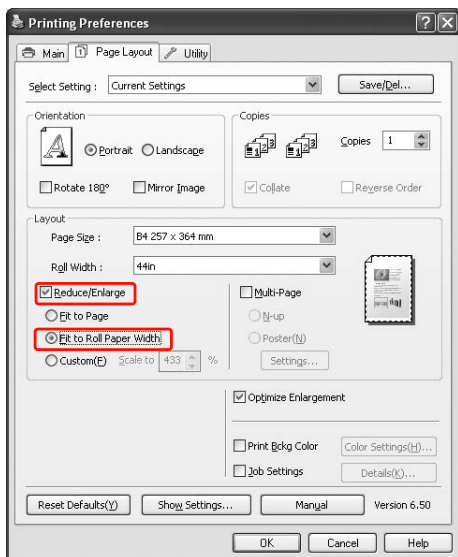 Printing Preferences
Main
Page Layout
Utility
Select Setting : Current Settings Save/Del...
Orientation
Portrait Landscape
Rotate 180° Mirror Image
Copies
Copies 1
Collate Reverse Order
Layout
Page Size : B4 257 x 364 mm
Roll Width : 44in
Reduce/Enlarge
Fit to Page
Fit to Roll Paper Width
Custom(F) Scale to 433 %
Multi-Page
N-up
Poster(N)
Settings...
Optimize Enlargement
Print Bckg Color Color Settings(H)...
Job Settings Details(K)...
Reset Defaults(Y) Show Settings... Manual Version 6.50
OK Cancel Help